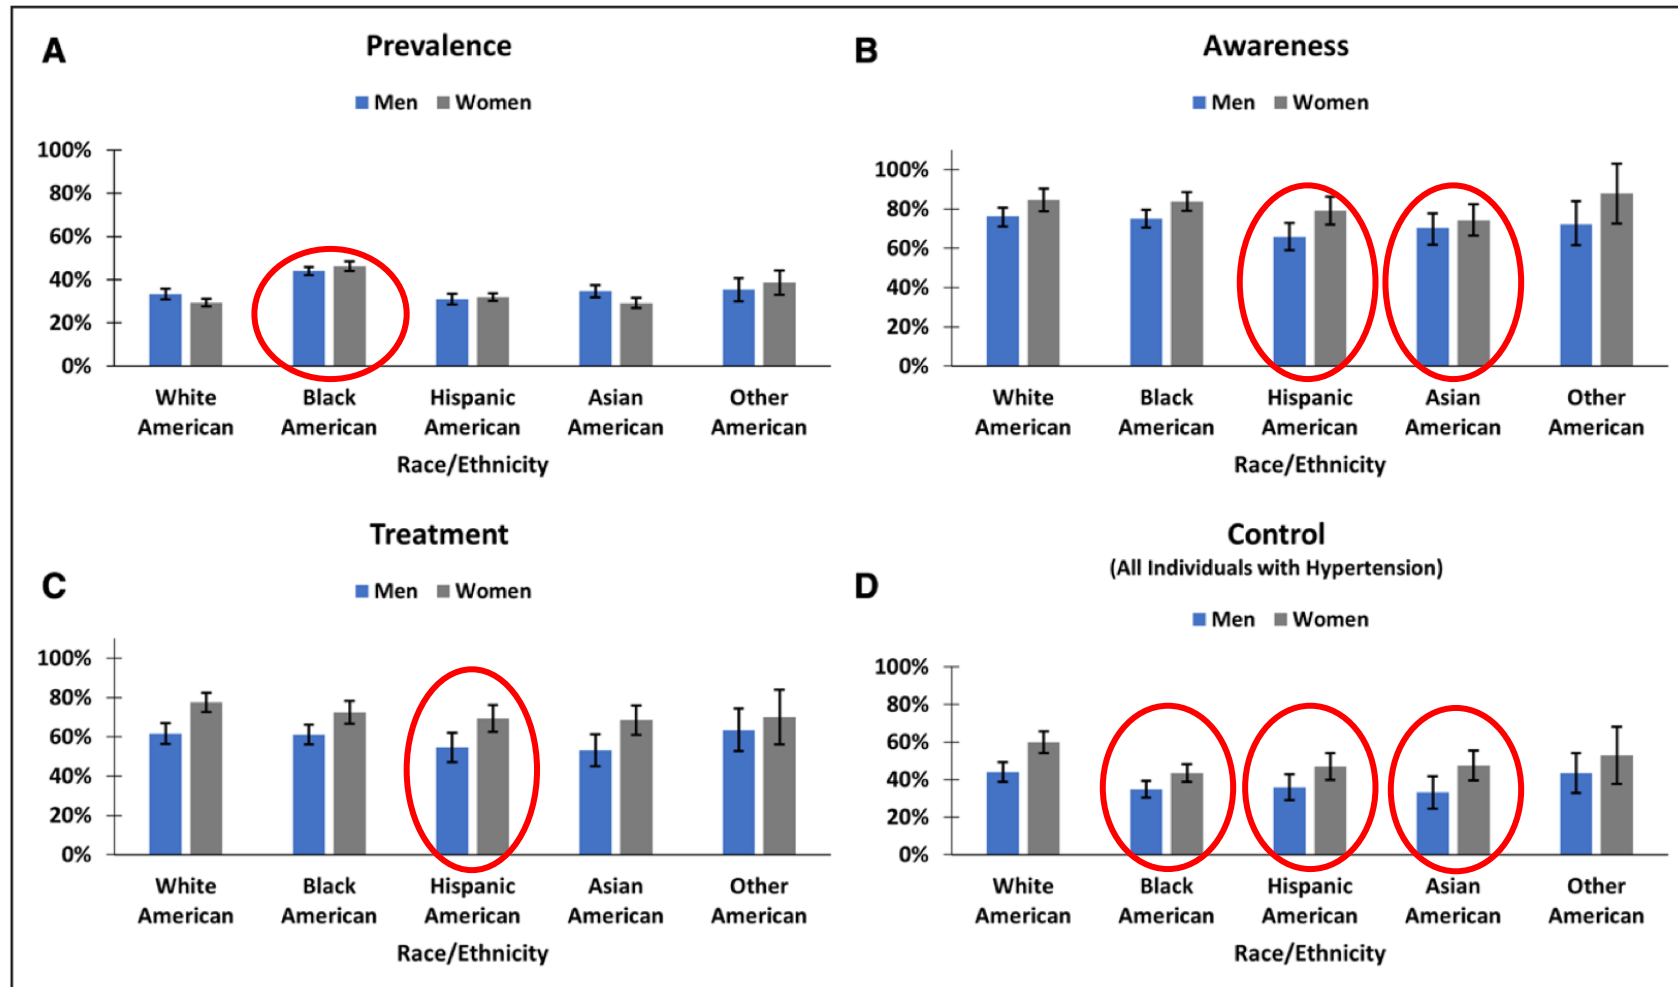 A
Prevalence
Men Women
100%
80%
60%
40%
20%
0%
White American
Black American
Hispanic American
Asian American
Other American
Race/Ethnicity
B
Awareness
Men Women
100%
80%
60%
40%
20%
0%
White American
Black American
Hispanic American
Asian American
Other American
Race/Ethnicity
C
Treatment
Men Women
100%
80%
60%
40%
20%
0%
White American
Black American
Hispanic American
Asian American
Other American
Race/Ethnicity
D
Control
(All Individuals with Hypertension)
Men Women
100%
80%
60%
40%
20%
0%
White American
Black American
Hispanic American
Asian American
Other American
Race/Ethnicity